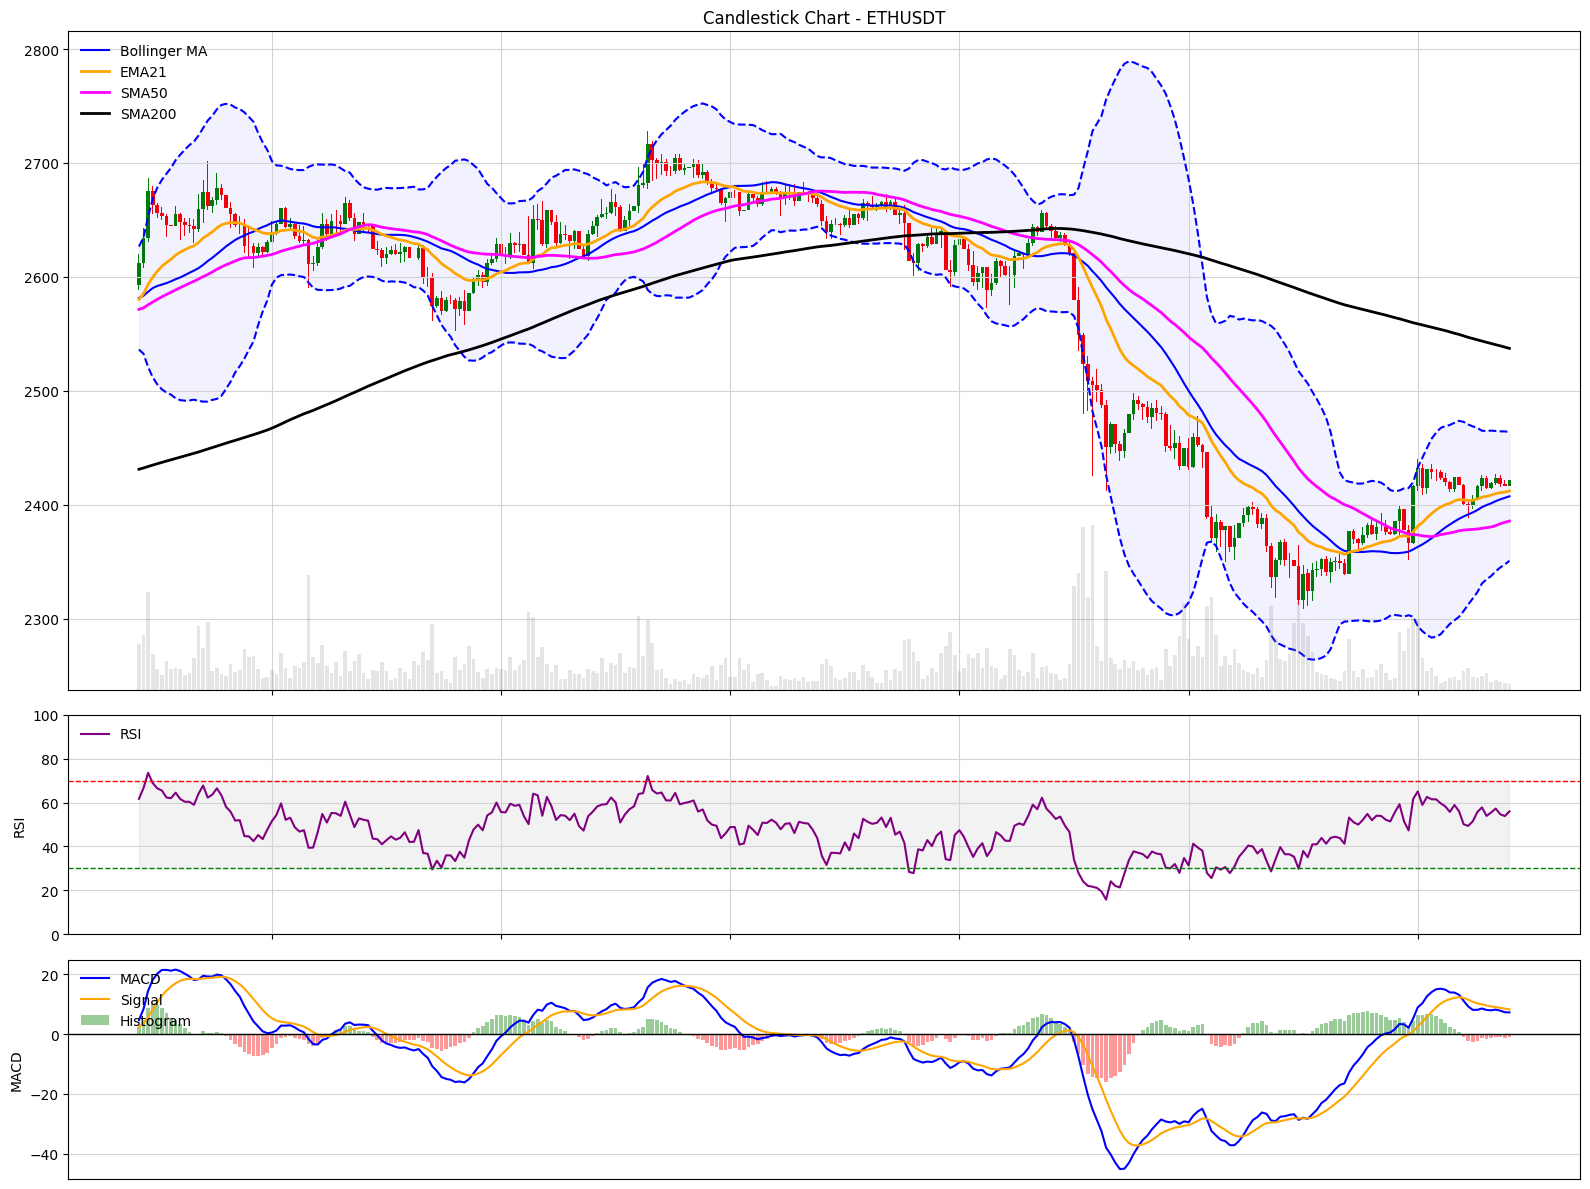 Candlestick Chart - ETHUSDT
Bollinger MA
EMA21
SMA50
SMA200
2800
2700
2600
2500
2400
2300
RSI
100
80
60
40
20
0
RSI
MACD
Signal
Histogram
20
0
−20
−40
MACD